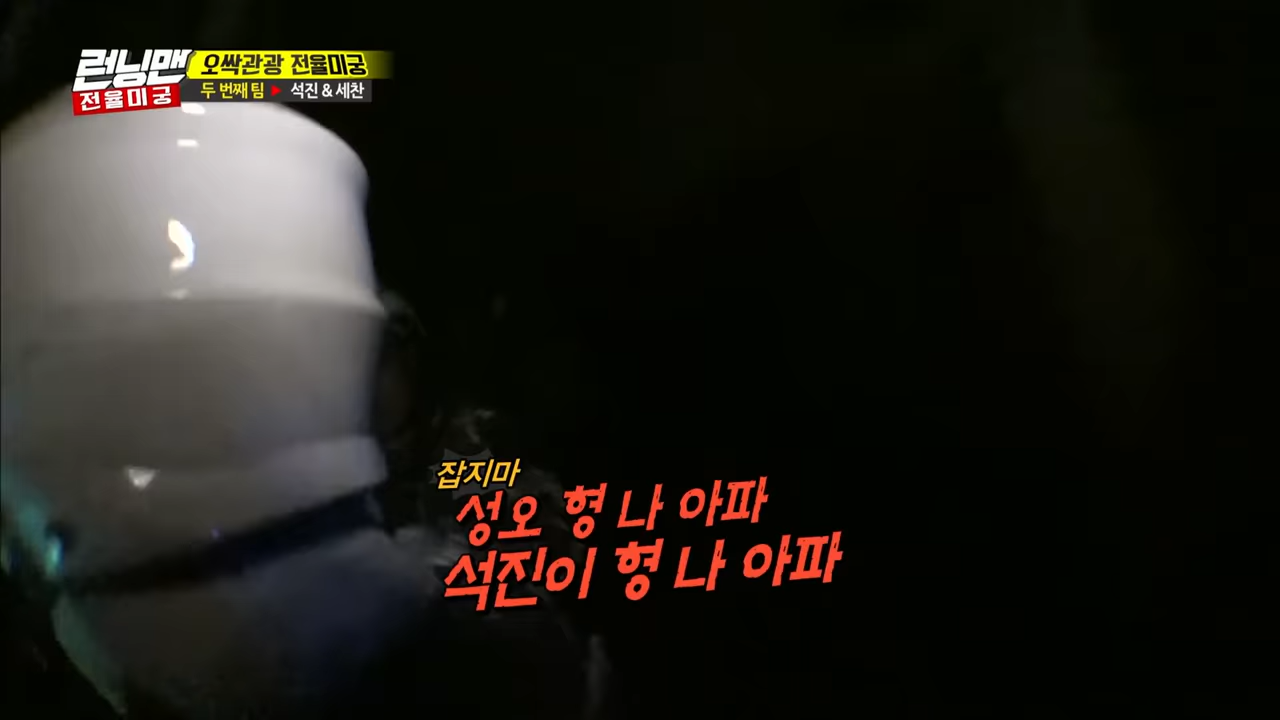 런닝맨
전율미궁
오싹관광 전율미궁
두 번째 팀 ▶ 석진 & 세찬
잡지마
성오 형 나 아파
석진이 형 나 아파